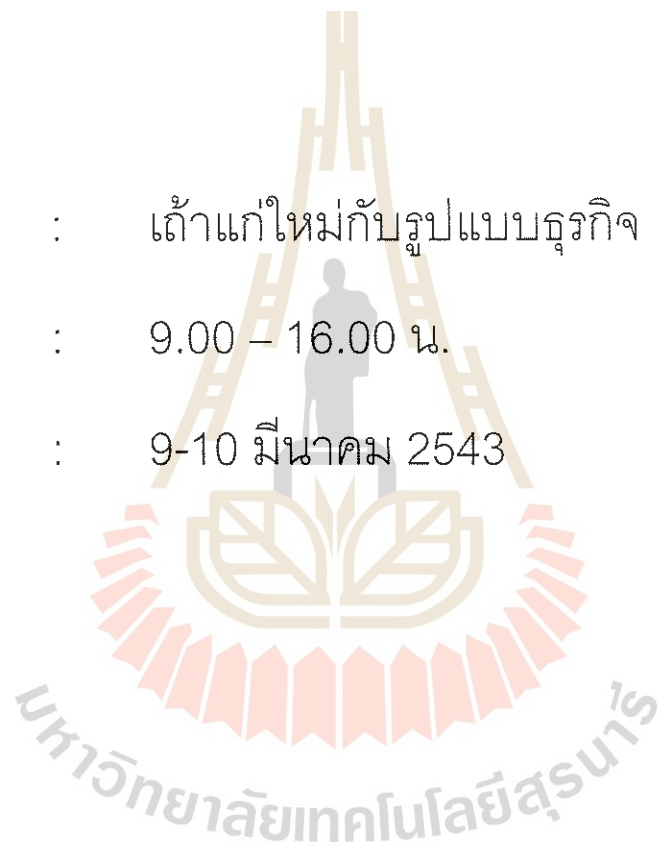 : เถ้าแก่ใหม่กับรูปแบบธุรกิจ
: 9.00 – 16.00 น.
: 9-10 มีนาคม 2543
มหาวิทยาลัยเทคโนโลยีสุรนารี